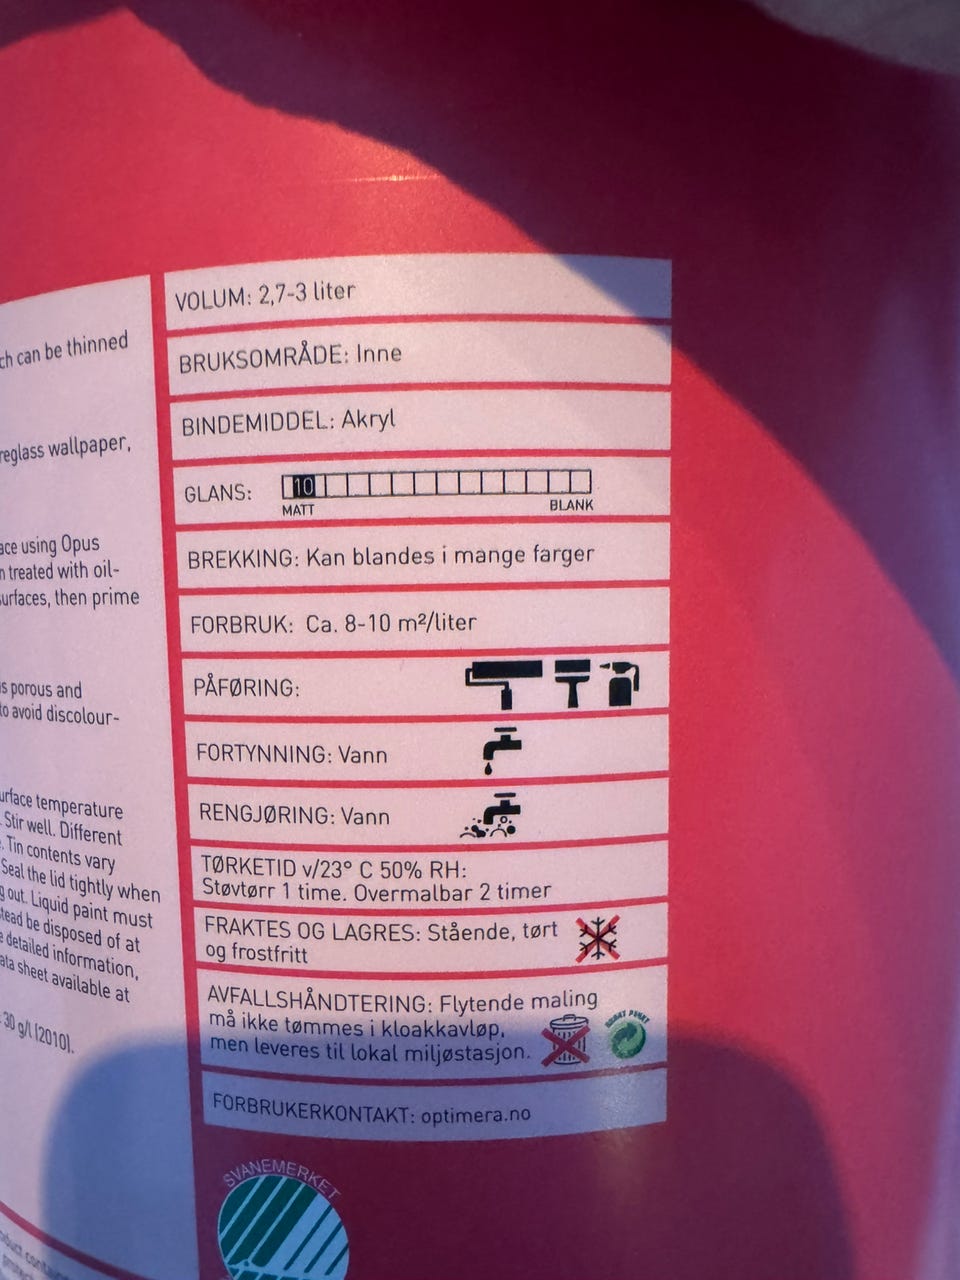 ch can be thinned
reglass wallpaper,
ace using Opus
n treated with oil-
urfaces, then prime
is porous and
to avoid discolour-
urface temperature
. Stir well. Different
. Tin contents vary
Seal the lid tightly when
g out. Liquid paint must
tead be disposed of at
e detailed information,
ata sheet available at
30 g/l (2010).
VOLUM: 2,7-3 liter
BRUKSOMRÅDE: Inne
BINDEMIDDEL: Akryl
GLANS: 10
MATT BLANK
BREKKING: Kan blandes i mange farger
FORBRUK: Ca. 8-10 m²/liter
PÅFØRING:
FORTYNNING: Vann
RENGJØRING: Vann
TØRKETID v/23° C 50% RH:
Støvtørr 1 time. Overmalbar 2 timer
FRAKTES OG LAGRES: Stående, tørt
og frostfritt
AVFALLSHÅNDTERING: Flytende maling
må ikke tømmes i kloakkavløp,
men leveres til lokal miljøstasjon.
FORBRUKERKONTAKT: optimera.no
SVANEMERKET